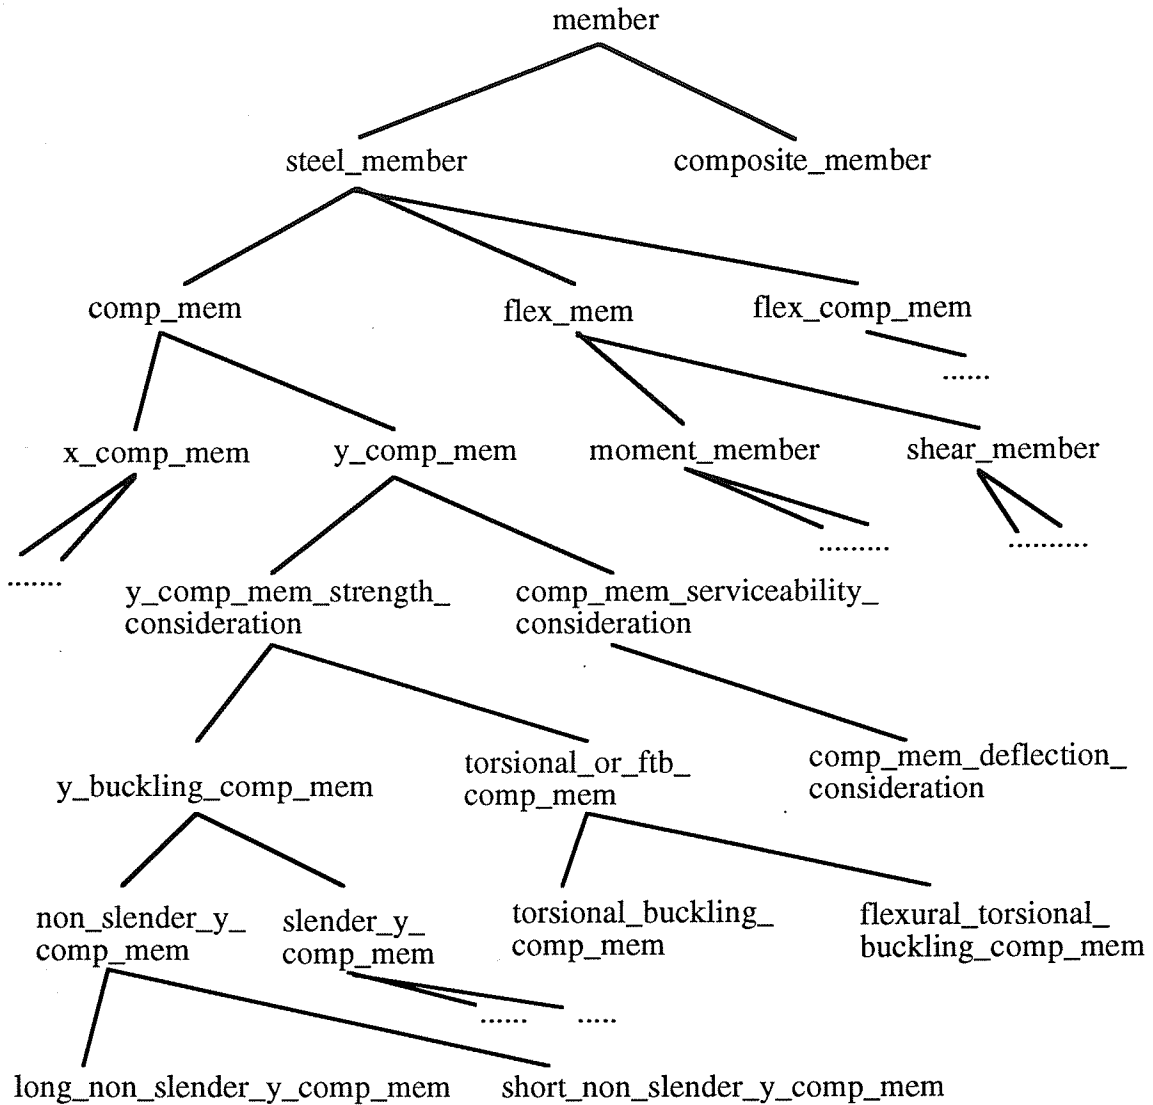 member
steel_member
composite_member
comp_mem
flex_mem
flex_comp_mem
......
x_comp_mem
y_comp_mem
moment_member
shear_member
.......
.........
..........
y_comp_mem_strength_
consideration
comp_mem_serviceability_
consideration
y_buckling_comp_mem
torsional_or_ftb_
comp_mem
comp_mem_deflection_
consideration
non_slender_y_
comp_mem
slender_y_
comp_mem
torsional_buckling_
comp_mem
flexural_torsional_
buckling_comp_mem
...... .....
long_non_slender_y_comp_mem
short_non_slender_y_comp_mem